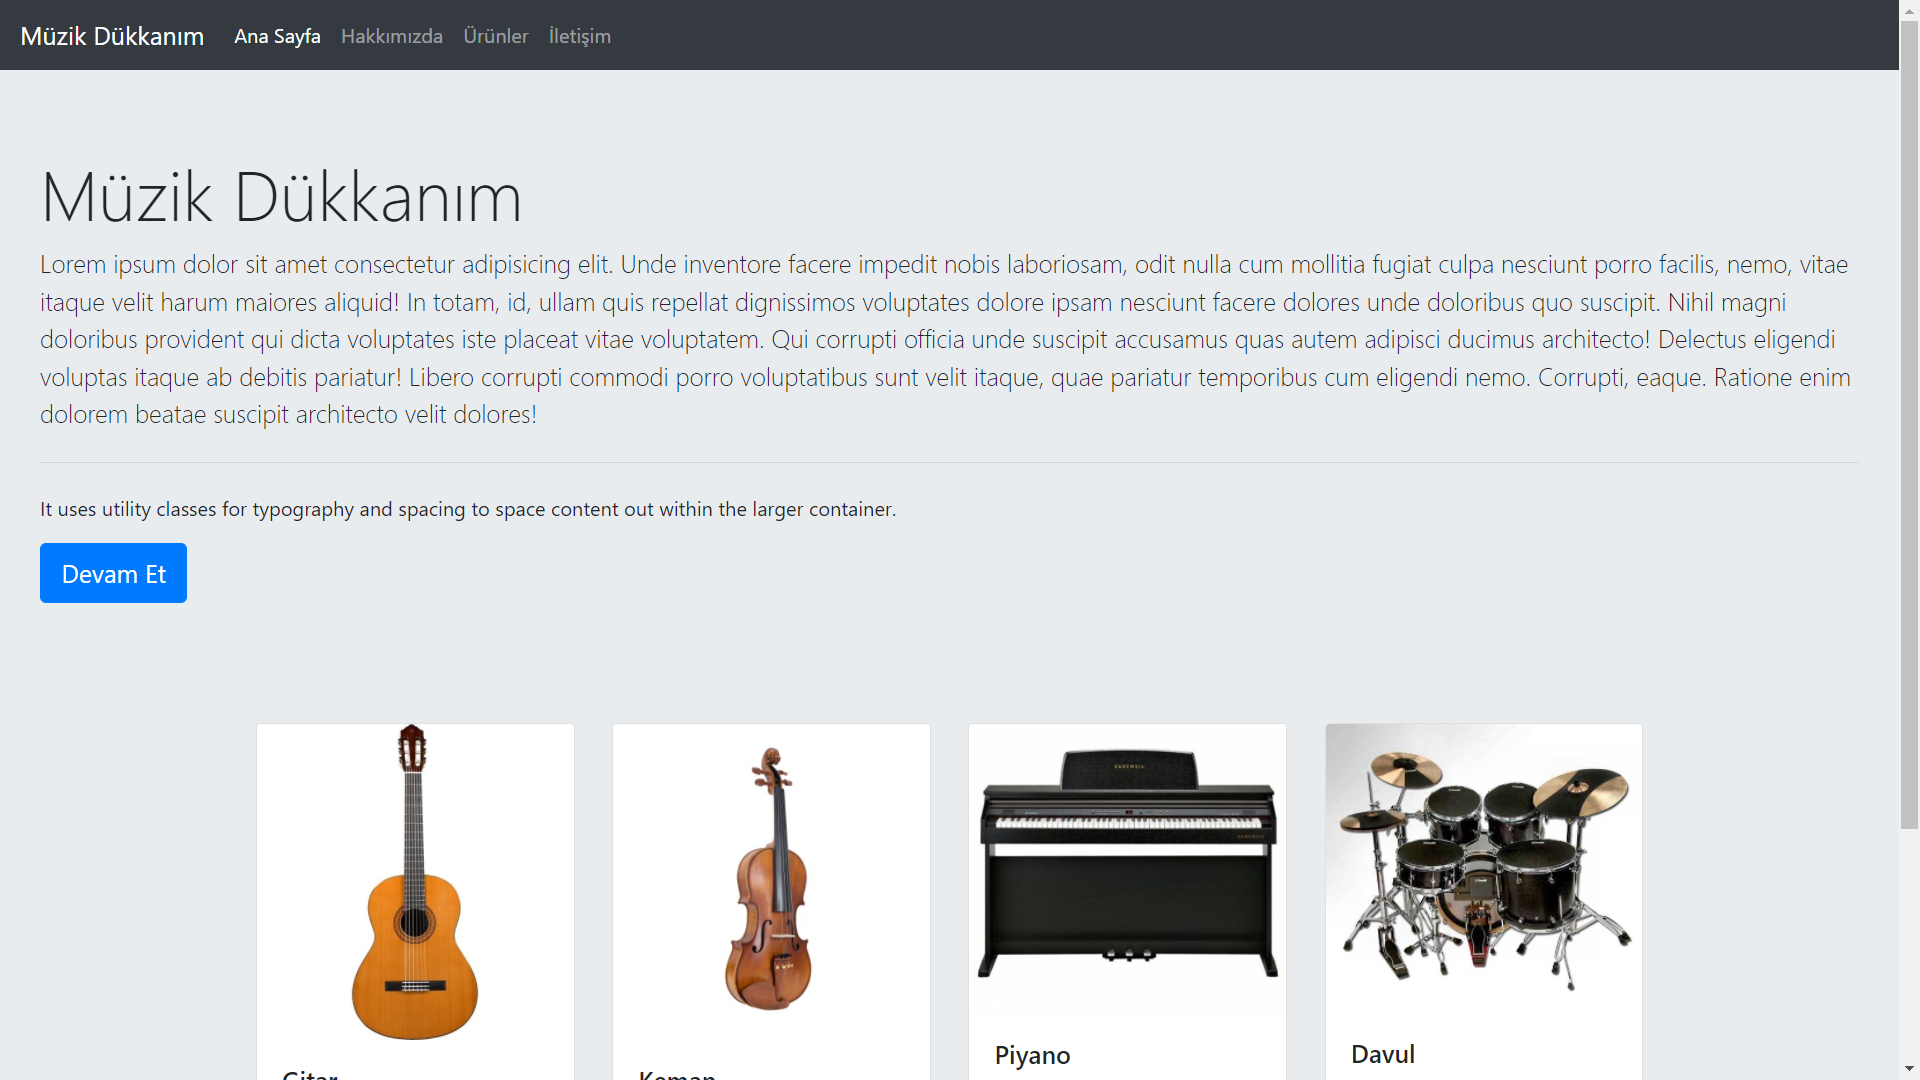 Müzik Dükkanım Ana Sayfa Hakkımızda Ürünler İletişim
Müzik Dükkanım
Lorem ipsum dolor sit amet consectetur adipisicing elit. Unde inventore facere impedit nobis laboriosam, odit nulla cum mollitia fugiat culpa nesciunt porro facilis, nemo, vitae
itaque velit harum maiores aliquid! In totam, id, ullam quis repellat dignissimos voluptates dolore ipsam nesciunt facere dolores unde doloribus quo suscipit. Nihil magni
doloribus provident qui dicta voluptates iste placeat vitae voluptatem. Qui corrupti officia unde suscipit accusamus quas autem adipisci ducimus architecto! Delectus eligendi
voluptas itaque ab debitis pariatur! Libero corrupti commodi porro voluptatibus sunt velit itaque, quae pariatur temporibus cum eligendi nemo. Corrupti, eaque. Ratione enim
dolorem beatae suscipit architecto velit dolores!
It uses utility classes for typography and spacing to space content out within the larger container.
Devam Et
KURZWEIL
KURZWEIL
Gitar
Keman
Piyano
Davul